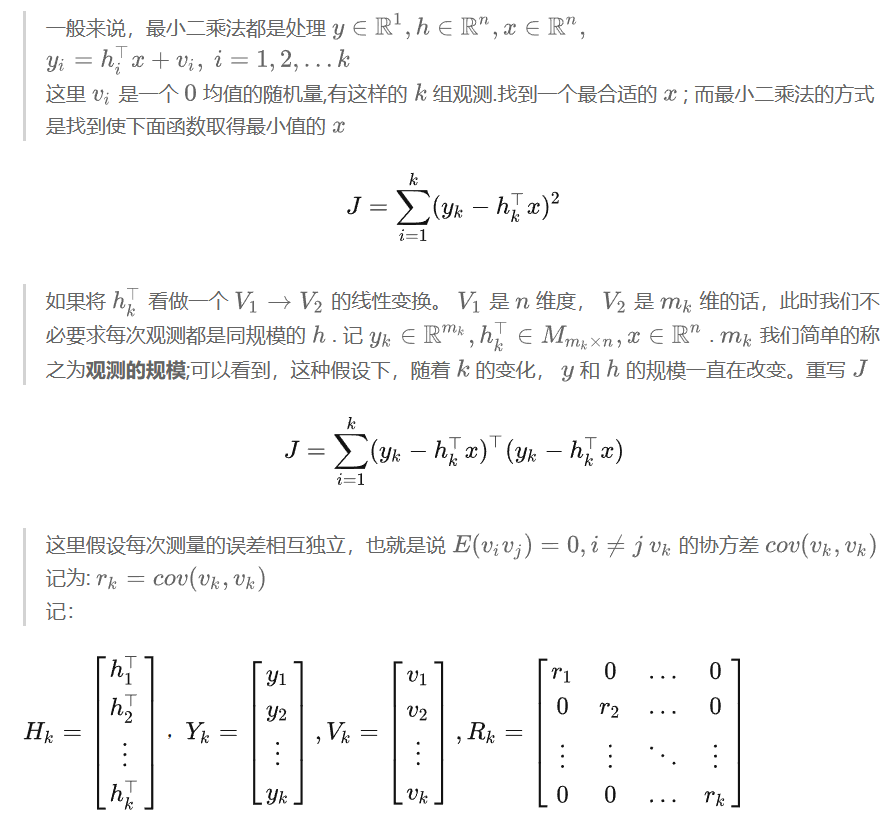 一般来说，最小二乘法都是处理 $y \in \mathbb{R}^1, h \in \mathbb{R}^n, x \in \mathbb{R}^n,$
$y_i = h_i^\top x + v_i,\ i = 1, 2, \ldots k$
这里 $v_i$ 是一个 $0$ 均值的随机量,有这样的 $k$ 组观测.找到一个最合适的 $x$ ; 而最小二乘法的方式
是找到使下面函数取得最小值的 $x$
$J = \sum_{i=1}^{k} (y_k - h_k^\top x)^2$
如果将 $h_k^\top$ 看做一个 $V_1 \to V_2$ 的线性变换。 $V_1$ 是 $n$ 维度， $V_2$ 是 $m_k$ 维的话，此时我们不
必要求每次观测都是同规模的 $h$ . 记 $y_k \in \mathbb{R}^{m_k}, h_k^\top \in M_{m_k \times n}, x \in \mathbb{R}^n$ . $m_k$ 我们简单的称
之为观测的规模;可以看到，这种假设下，随着 $k$ 的变化， $y$ 和 $h$ 的规模一直在改变。重写 $J$
$J = \sum_{i=1}^{k} (y_k - h_k^\top x)^\top (y_k - h_k^\top x)$
这里假设每次测量的误差相互独立，也就是说 $E(v_i v_j) = 0, i \neq j\ v_k$ 的协方差 $cov(v_k, v_k)$
记为: $r_k = cov(v_k, v_k)$
记：
$H_k = \begin{bmatrix} h_1^\top \\ h_2^\top \\ \vdots \\ h_k^\top \end{bmatrix}$ ，$Y_k = \begin{bmatrix} y_1 \\ y_2 \\ \vdots \\ y_k \end{bmatrix}, V_k = \begin{bmatrix} v_1 \\ v_2 \\ \vdots \\ v_k \end{bmatrix}, R_k = \begin{bmatrix} r_1 & 0 & \ldots & 0 \\ 0 & r_2 & \ldots & 0 \\ \vdots & \vdots & \ddots & \vdots \\ 0 & 0 & \ldots & r_k \end{bmatrix}$